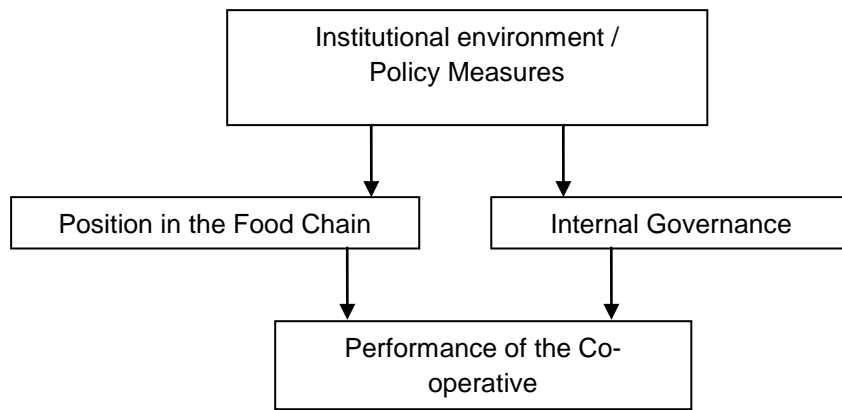 Institutional environment /
Policy Measures
Position in the Food Chain
Internal Governance
Performance of the Co-
operative